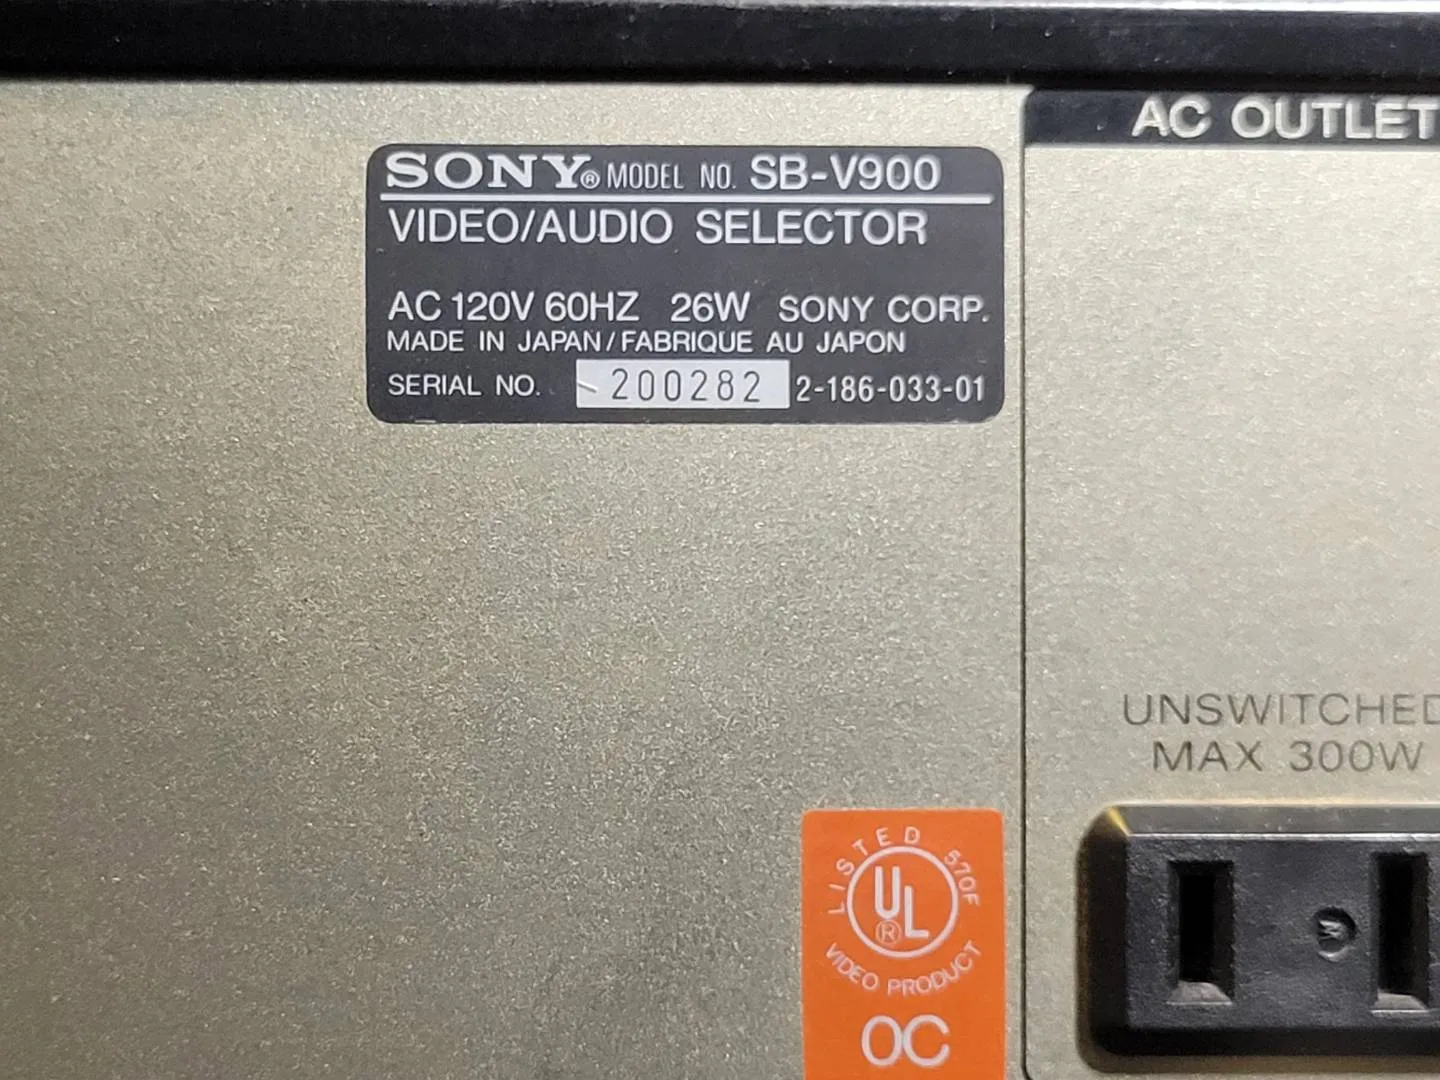 AC OUTLET
SONY® MODEL NO. SB-V900
VIDEO/AUDIO SELECTOR
AC 120V 60HZ 26W SONY CORP.
MADE IN JAPAN/FABRIQUE AU JAPON
SERIAL NO. 200282 2-186-033-01
UNSWITCHED
MAX 300W
LISTED 570F
UL®
VIDEO PRODUCT
OC